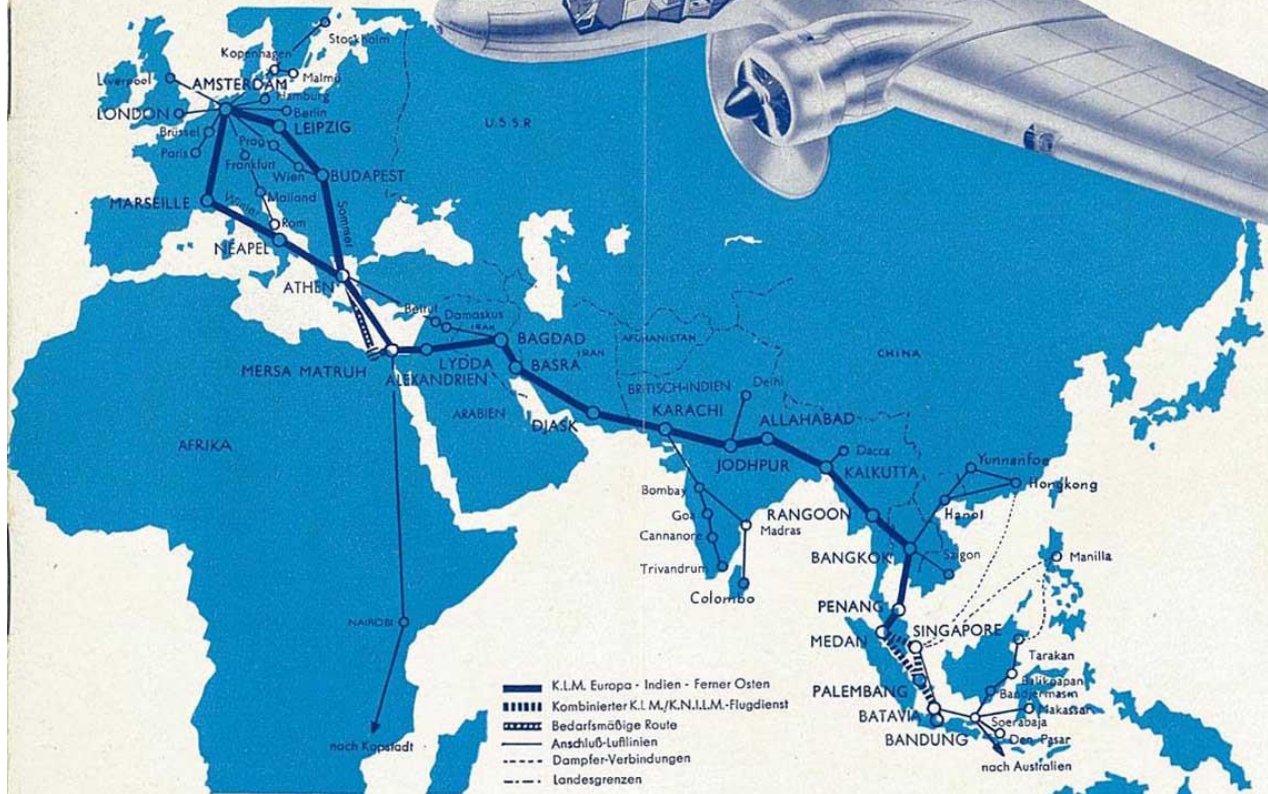 Stockholm
Kopenhagen
Malmö
Liverpool
AMSTERDAM
Hamburg
LONDON
Berlin
LEIPZIG
Brüssel
Prag
Paris
Frankfurt
Wien
BUDAPEST
MARSEILLE
Winter
Mailand
Sommer
Rom
NEAPEL
ATHEN
U.S.S.R
Beirut
Damaskus
IRAK
BAGDAD
AFGHANISTAN
CHINA
MERSA MATRUH
LYDDA
IRAN
BASRA
ALEXANDRIEN
BRITISCH-INDIEN
Delhi
ARABIEN
DJASK
KARACHI
ALLAHABAD
AFRIKA
JODHPUR
Dacca
KALKUTTA
Yunnanfoe
Hongkong
Bombay
Goa
RANGOON
Hanoi
Cannanore
Madras
BANGKOK
Saigon
Manilla
Trivandrum
Colombo
PENANG
NAIROBI
MEDAN
SINGAPORE
Tarakan
Balikpapan
PALEMBANG
Bandjermasin
BATAVIA
Makassar
Soerabaja
BANDUNG
Den Pasar
nach Kapstadt
nach Australien
K.L.M. Europa - Indien - Ferner Osten
Kombinierter K.L.M./K.N.I.L.M.-Flugdienst
Bedarfsmäßige Route
Anschluß-Luftlinien
Dampfer-Verbindungen
Landesgrenzen